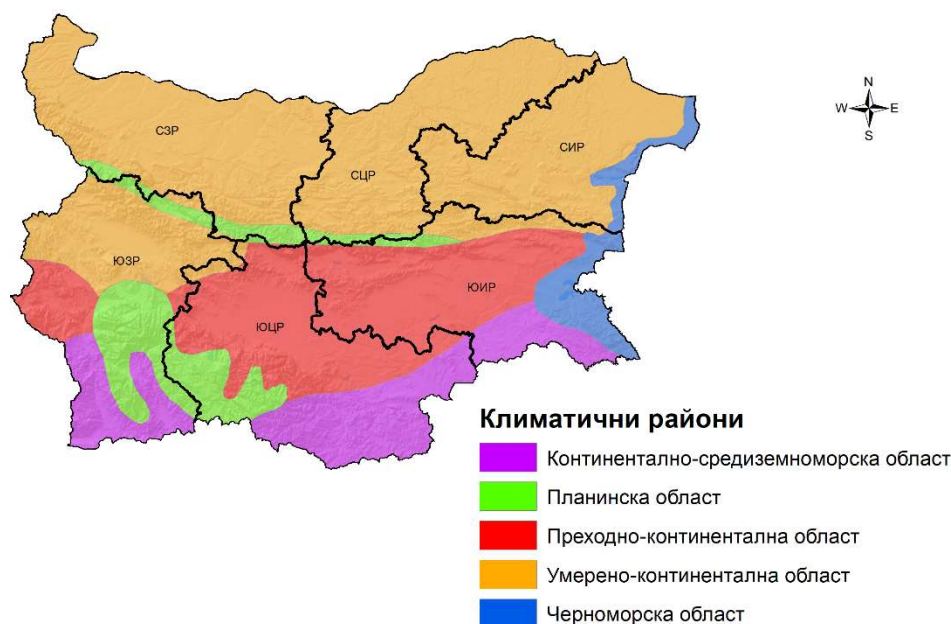 N
W E
S
СЗР
СЦР
СИР
ЮЗР
ЮЦР
ЮИР
Климатични райони
Континентално-средиземноморска област
Планинска област
Преходно-континентална област
Умерено-континентална област
Черноморска област